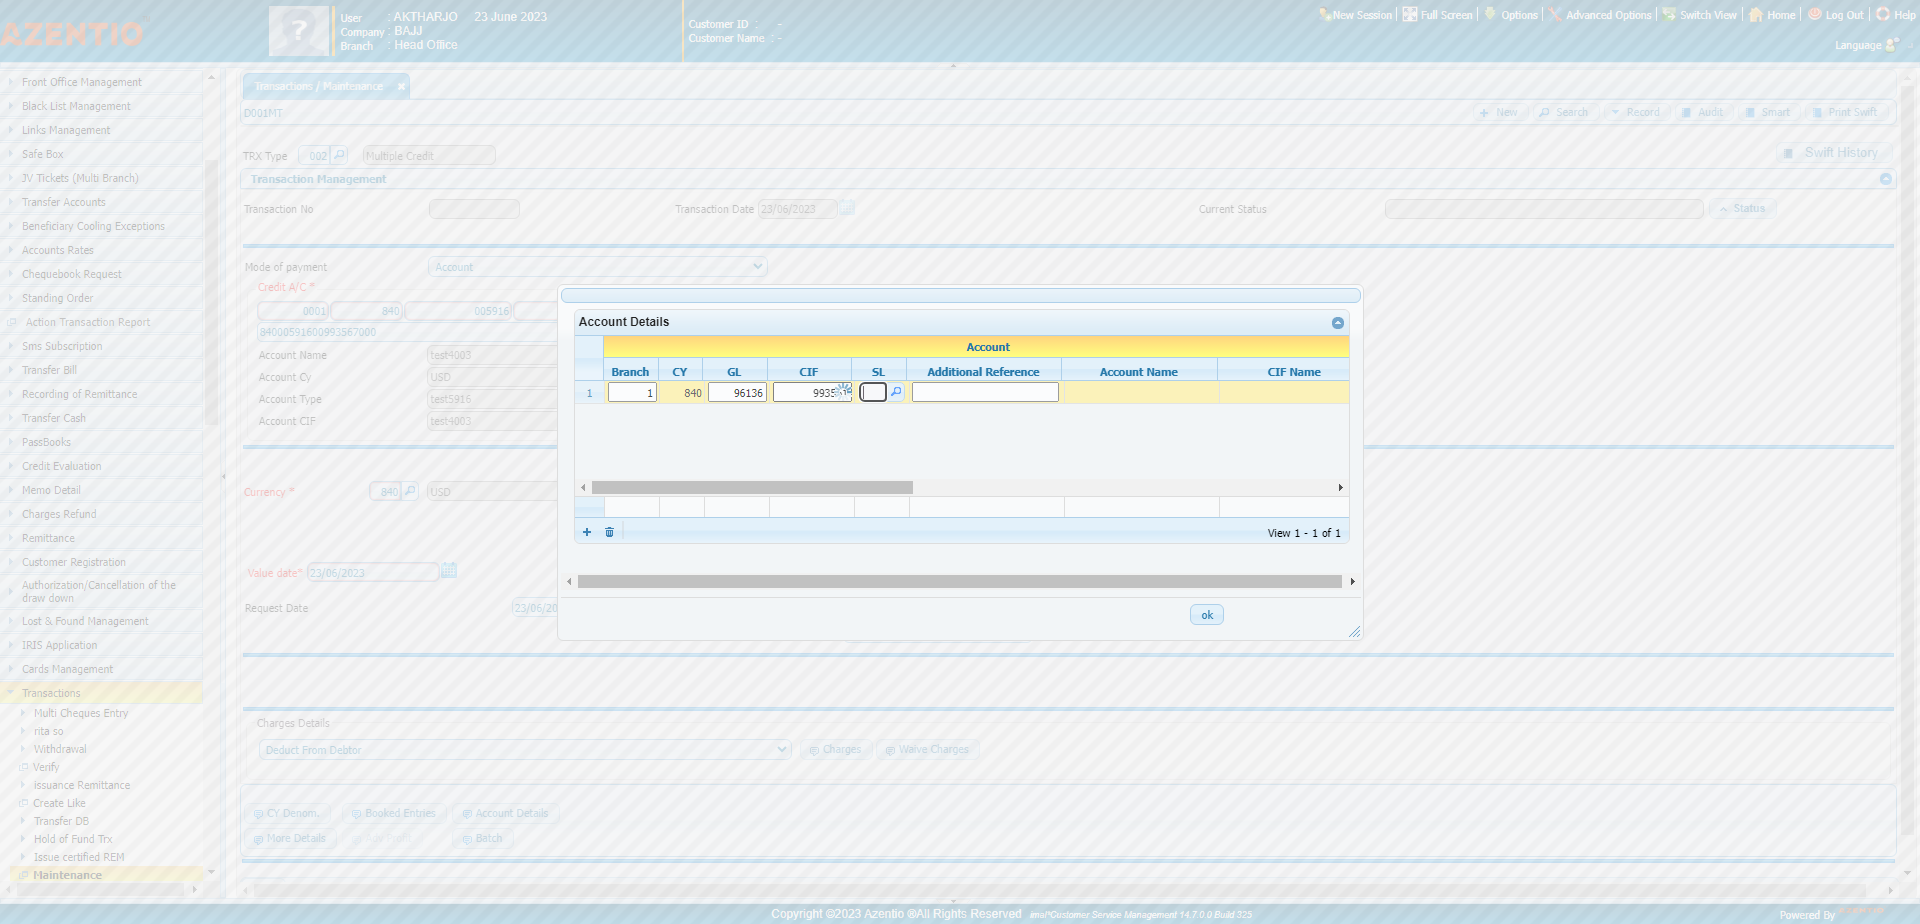 AZENTIO
User : AKTHARJO 23 June 2023
Company : BAJJ
Branch : Head Office
Customer ID : -
Customer Name : -
New Session
Full Screen
Options
Advanced Options
Switch View
Home
Log Out
Help
Language
Front Office Management
Black List Management
Links Management
Safe Box
JV Tickets (Multi Branch)
Transfer Accounts
Beneficiary Cooling Exceptions
Accounts Rates
Chequebook Request
Standing Order
Action Transaction Report
Sms Subscription
Transfer Bill
Recording of Remittance
Transfer Cash
PassBooks
Credit Evaluation
Memo Detail
Charges Refund
Remittance
Customer Registration
Authorization/Cancellation of the
draw down
Lost & Found Management
IRIS Application
Cards Management
Transactions
Multi Cheques Entry
rita so
Withdrawal
Verify
issuance Remittance
Create Like
Transfer DB
Hold of Fund Trx
Issue certified REM
Maintenance
Transactions / Maintenance
D001MT
New Search Record Audit Smart Print Swift
TRX Type 002 Multiple Credit
Swift History
Transaction Management
Transaction No Transaction Date 23/06/2023 Current Status Status
Mode of payment Account
Credit A/C *
0001 840 005916
84000591600993567000
Account Name test4003
Account Cy USD
Account Type test5916
Account CIF test4003
Currency * 840 USD
Value date* 23/06/2023
Request Date 23/06/20
Account Details
Account
Branch CY GL CIF SL Additional Reference Account Name CIF Name
1 1 840 96136
View 1 - 1 of 1
ok
Charges Details
Deduct From Debtor Charges Waive Charges
CY Denom. Booked Entries Account Details
More Details Adv Profit Batch
Copyright ©2023 Azentio ®All Rights Reserved imal*Customer Service Management 14.7.0.0 Build 325
Powered By